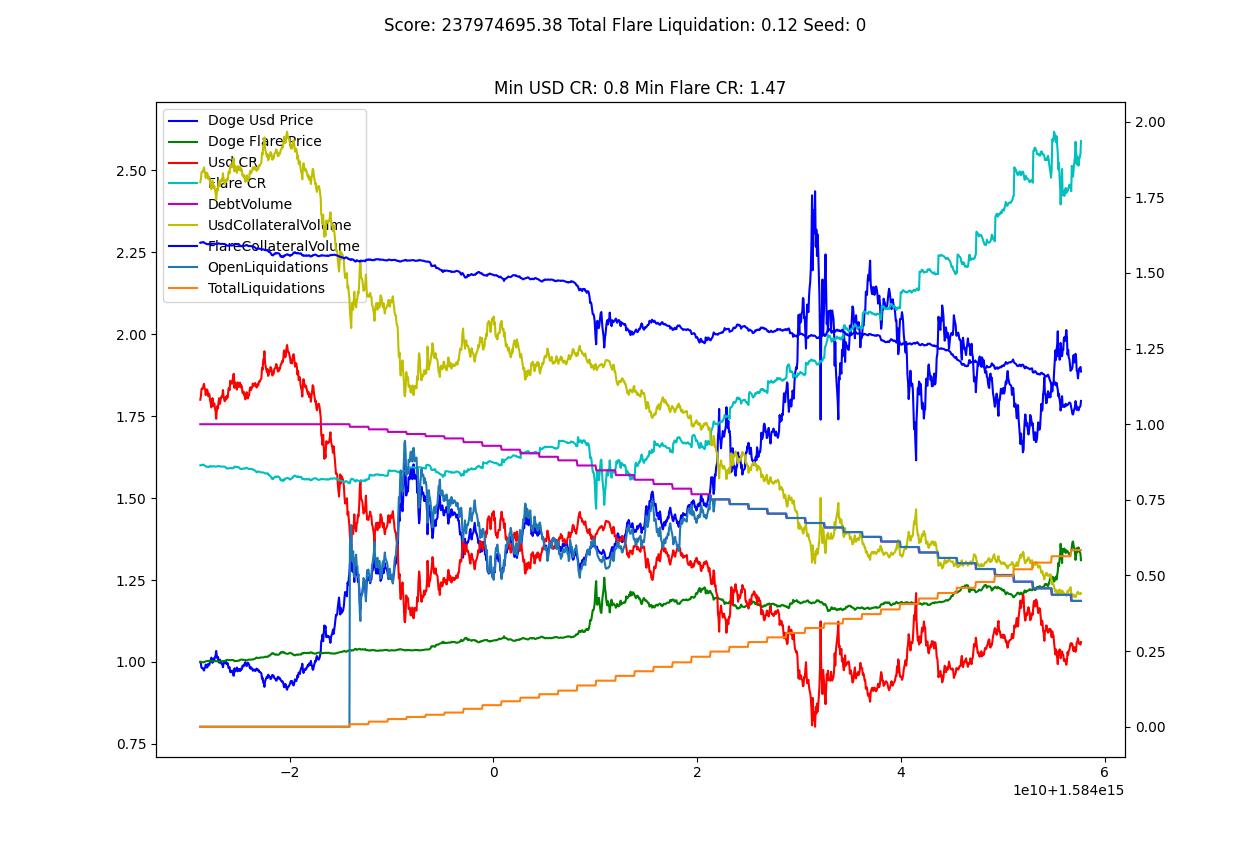 Score: 237974695.38 Total Flare Liquidation: 0.12 Seed: 0
Min USD CR: 0.8 Min Flare CR: 1.47
Doge Usd Price
Doge Flare Price
Usd CR
Flare CR
DebtVolume
UsdCollateralVolume
FlareCollateralVolume
OpenLiquidations
TotalLiquidations
2.50
2.25
2.00
1.75
1.50
1.25
1.00
0.75
2.00
1.75
1.50
1.25
1.00
0.75
0.50
0.25
0.00
−2 0 2 4 6
1e10+1.584e15